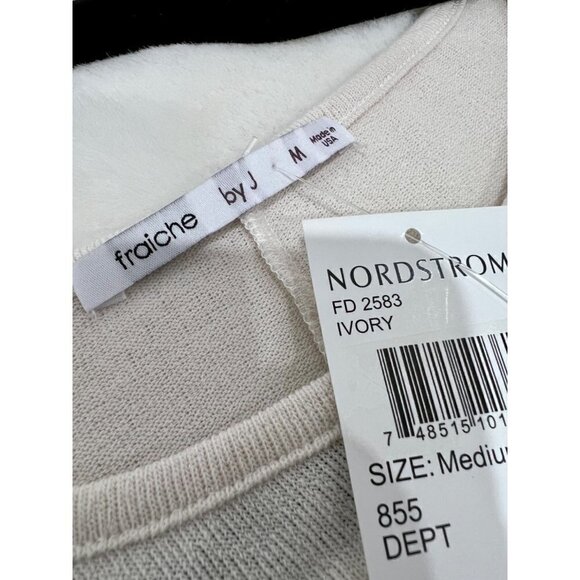 fraiche by J M Made in
USA
NORDSTROM
FD 2583
IVORY
7 48515 101
SIZE: Mediu
855
DEPT